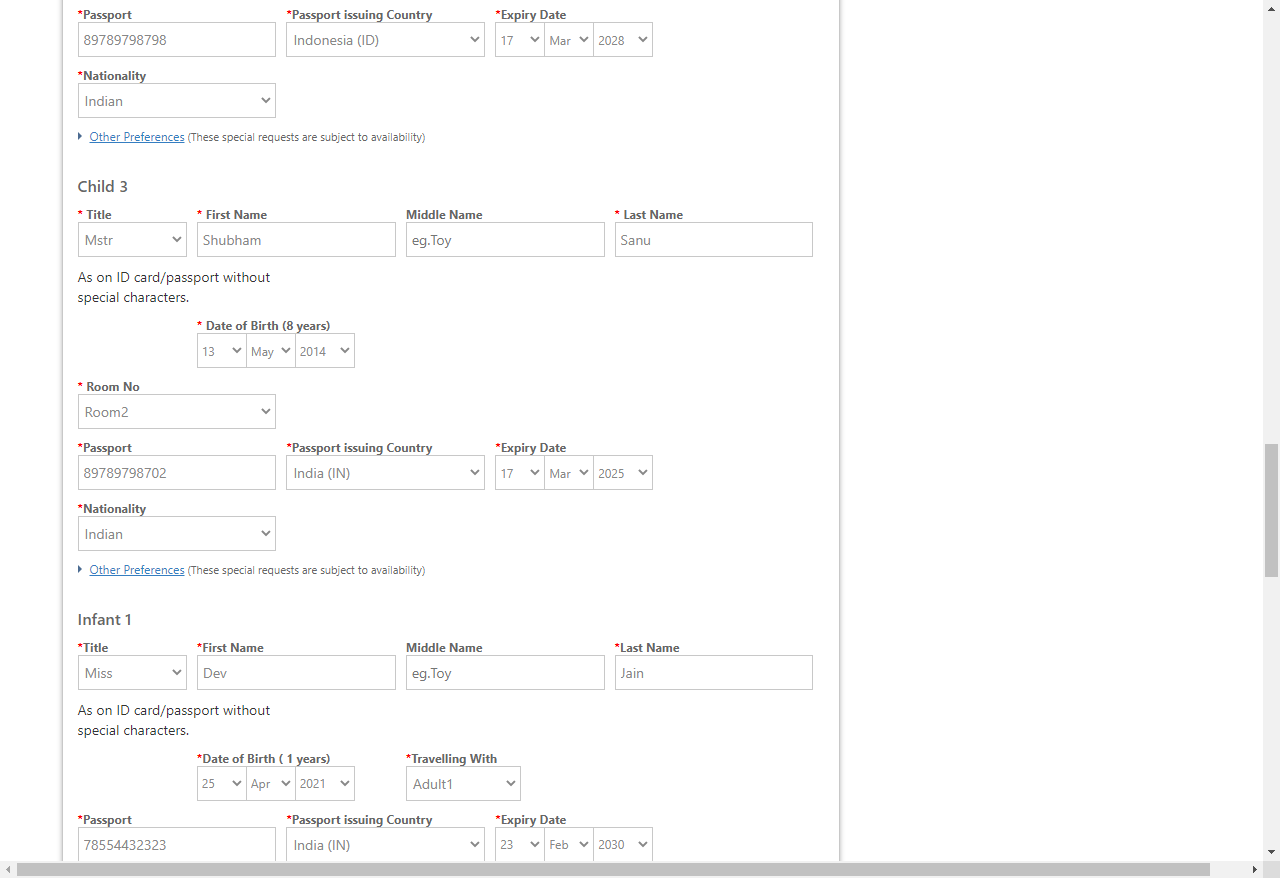 *Passport *Passport issuing Country *Expiry Date
89789798798 Indonesia (ID) 17 Mar 2028
*Nationality
Indian
Other Preferences (These special requests are subject to availability)
Child 3
* Title * First Name Middle Name * Last Name
Mstr Shubham eg.Toy Sanu
As on ID card/passport without
special characters.
* Date of Birth (8 years)
13 May 2014
* Room No
Room2
*Passport *Passport issuing Country *Expiry Date
89789798702 India (IN) 17 Mar 2025
*Nationality
Indian
Other Preferences (These special requests are subject to availability)
Infant 1
*Title *First Name Middle Name *Last Name
Miss Dev eg.Toy Jain
As on ID card/passport without
special characters.
*Date of Birth ( 1 years) *Travelling With
25 Apr 2021 Adult1
*Passport *Passport issuing Country *Expiry Date
78554432323 India (IN) 23 Feb 2030